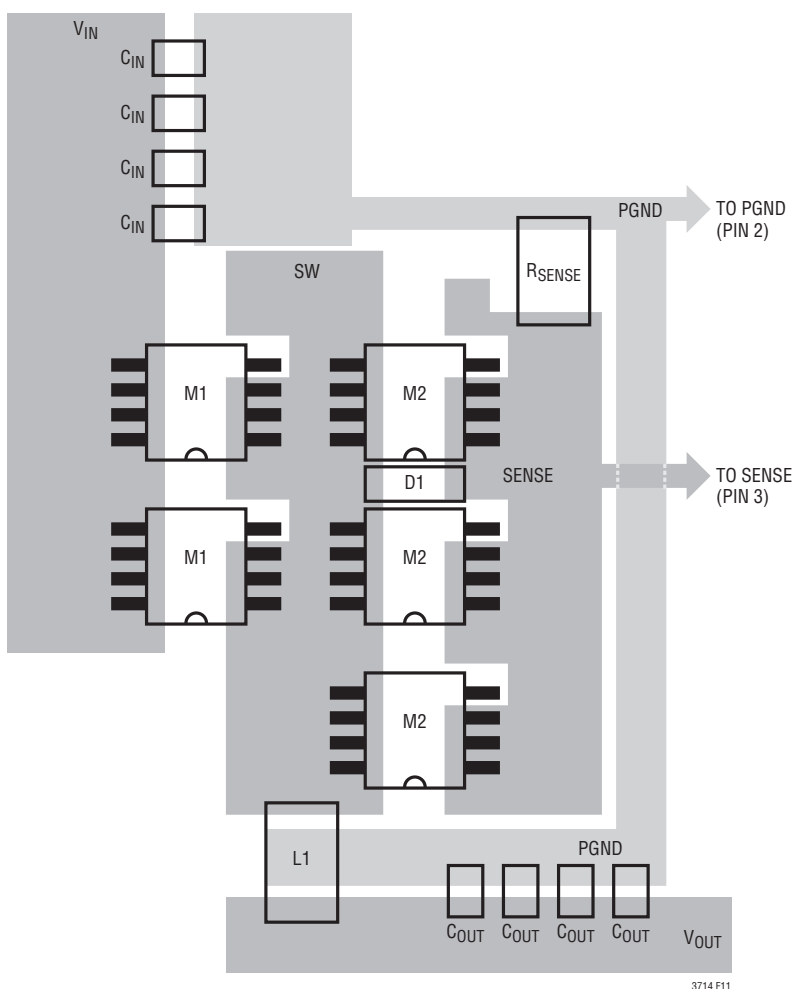 VIN
CIN
CIN
CIN
CIN
PGND
TO PGND
(PIN 2)
SW
RSENSE
M1
M2
D1
SENSE
TO SENSE
(PIN 3)
M1
M2
M2
L1
PGND
COUT
COUT
COUT
COUT
VOUT
3714 F11